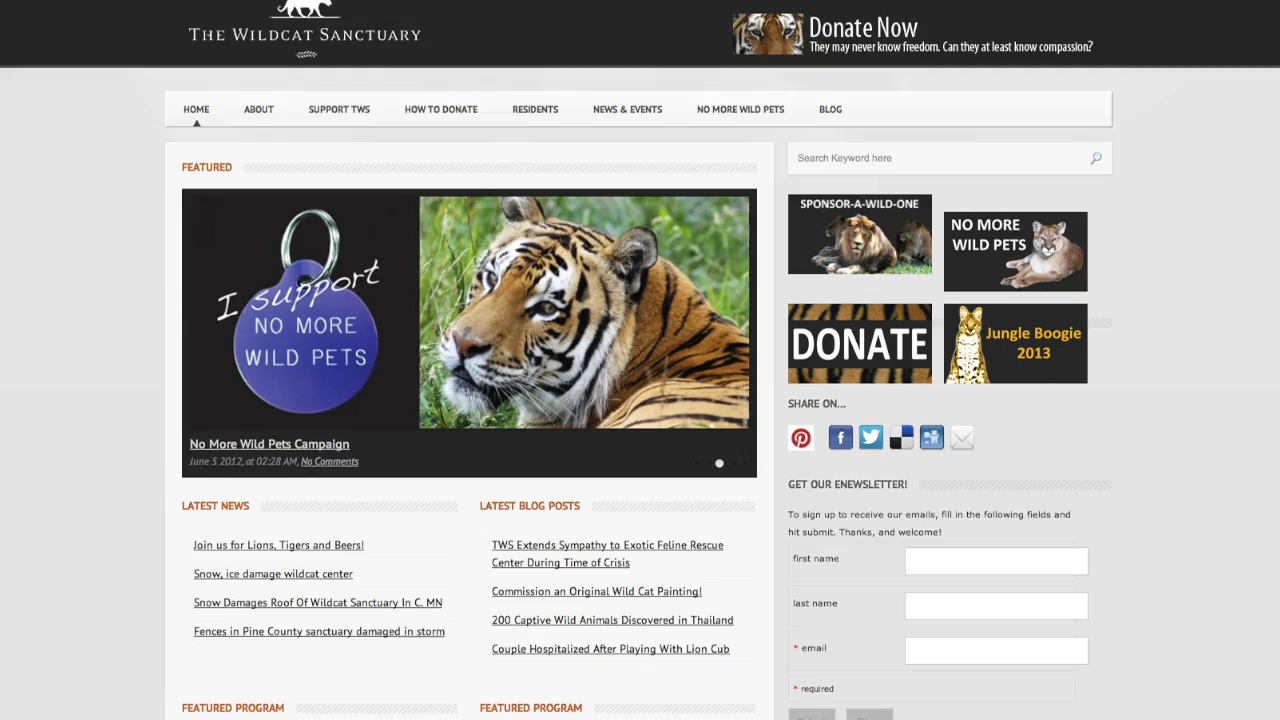 THE WILDCAT SANCTUARY
Donate Now
They may never know freedom. Can they at least know compassion?
HOME ABOUT SUPPORT TWS HOW TO DONATE RESIDENTS NEWS & EVENTS NO MORE WILD PETS BLOG
FEATURED
I support
NO MORE
WILD PETS
No More Wild Pets Campaign
June 5 2012, at 02:28 AM, No Comments
LATEST NEWS
Join us for Lions, Tigers and Beers!
Snow, ice damage wildcat center
Snow Damages Roof Of Wildcat Sanctuary In C. MN
Fences in Pine County sanctuary damaged in storm
LATEST BLOG POSTS
TWS Extends Sympathy to Exotic Feline Rescue
Center During Time of Crisis
Commission an Original Wild Cat Painting!
200 Captive Wild Animals Discovered in Thailand
Couple Hospitalized After Playing With Lion Cub
FEATURED PROGRAM
FEATURED PROGRAM
Search Keyword here
SPONSOR-A-WILD-ONE
NO MORE
WILD PETS
DONATE
Jungle Boogie
2013
SHARE ON...
GET OUR ENEWSLETTER!
To sign up to receive our emails, fill in the following fields and
hit submit. Thanks, and welcome!
first name
last name
* email
* required